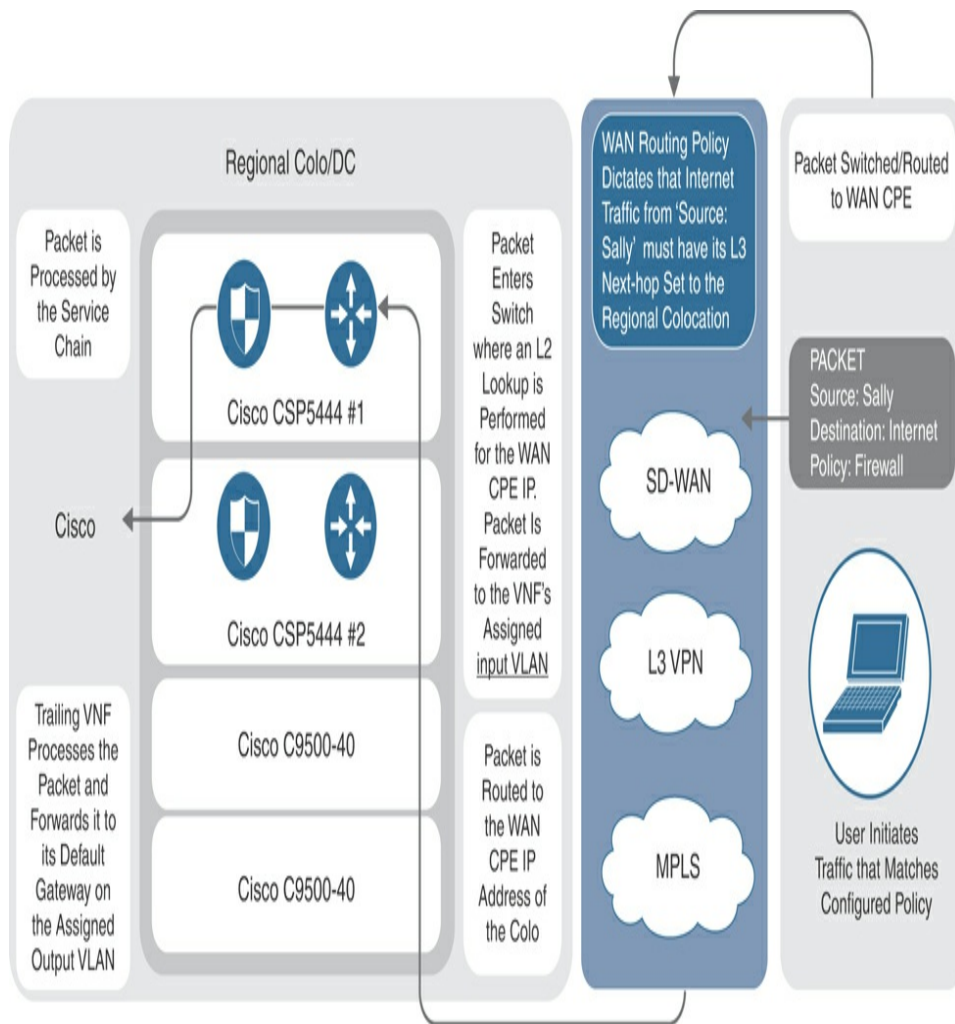 Regional Colo/DC
Packet is
Processed by
the Service
Chain
Cisco CSP5444 #1
Cisco
Cisco CSP5444 #2
Trailing VNF
Processes the
Packet and
Forwards it to
its Default
Gateway on
the Assigned
Output VLAN
Cisco C9500-40
Cisco C9500-40
Packet
Enters
Switch
where an L2
Lookup is
Performed
for the WAN
CPE IP.
Packet Is
Forwarded
to the VNF's
Assigned
input VLAN
Packet is
Routed to
the WAN
CPE IP
Address of
the Colo
WAN Routing Policy
Dictates that Internet
Traffic from ‘Source:
Sally’ must have its L3
Next-hop Set to the
Regional Colocation
SD-WAN
L3 VPN
MPLS
Packet Switched/Routed
to WAN CPE
PACKET
Source: Sally
Destination: Internet
Policy: Firewall
User Initiates
Traffic that Matches
Configured Policy